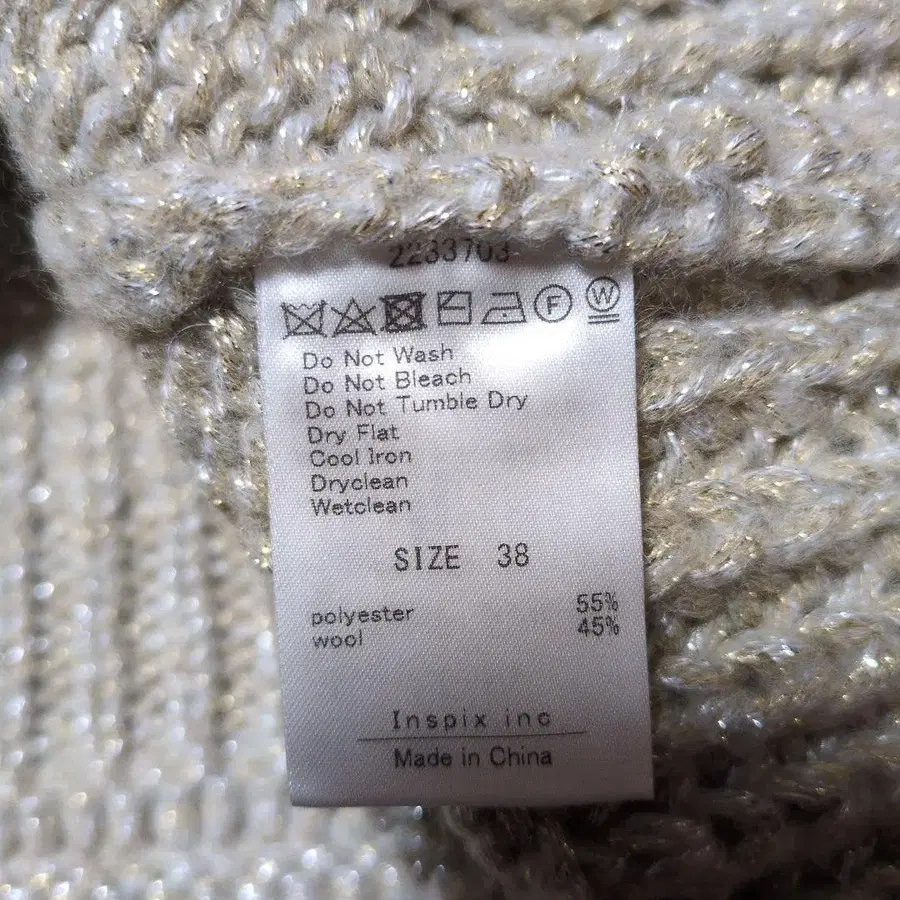 2233703
F W
Do Not Wash
Do Not Bleach
Do Not Tumble Dry
Dry Flat
Cool Iron
Dryclean
Wetclean
SIZE 38
polyester 55%
wool 45%
Inspix inc
Made in China